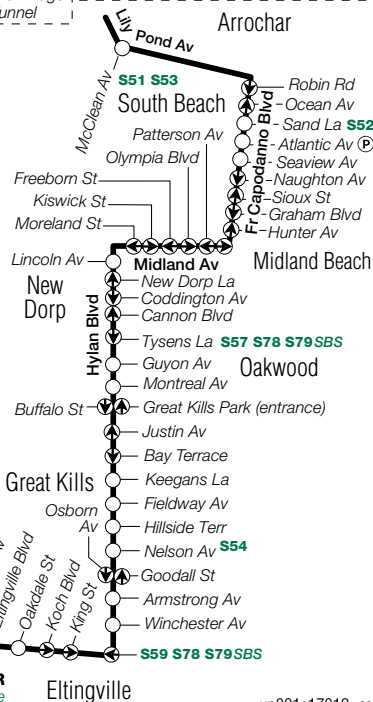 unnel
Arrochar
Lily Pond Av
McClean Av
S51 S53
South Beach
Robin Rd
Ocean Av
Sand La S52
Atlantic Av P
Seaview Av
Naughton Av
Sioux St
Graham Blvd
Hunter Av
Fr Capodanno Blvd
Patterson Av
Olympia Blvd
Freeborn St
Kiswick St
Moreland St
Midland Av
Midland Beach
Lincoln Av
New
Dorp
Hylan Blvd
New Dorp La
Coddington Av
Cannon Blvd
Tysens La S57 S78 S79SBS
Oakwood
Guyon Av
Montreal Av
Buffalo St
Great Kills Park (entrance)
Justin Av
Bay Terrace
Great Kills
Keegans La
Fieldway Av
Hillside Terr
Osborn
Av
Nelson Av S54
Goodall St
Armstrong Av
Winchester Av
Eltingville Blvd
Oakdale St
Koch Blvd
King St
S59 S78 S79SBS
R
Eltingville